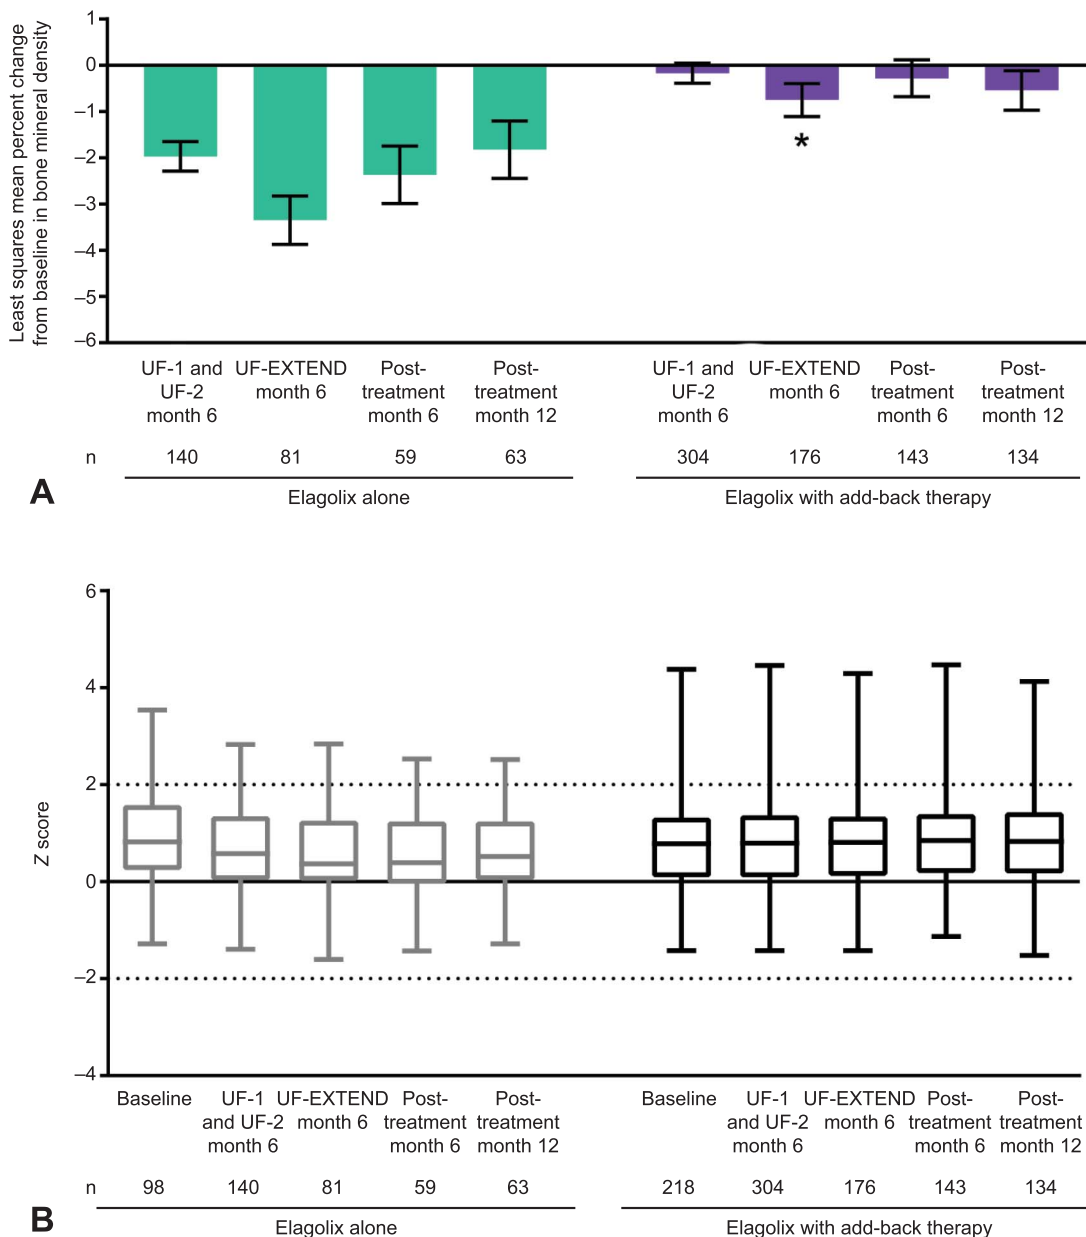 Least squares mean percent change
from baseline in bone mineral density
1
0
–1
–2
–3
–4
–5
–6
*
UF-1 and UF-EXTEND Post- Post-
UF-2 month 6 treatment treatment
month 6 month 6 month 12
UF-1 and UF-EXTEND Post- Post-
UF-2 month 6 treatment treatment
month 6 month 6 month 12
n 140 81 59 63 304 176 143 134
A
Elagolix alone Elagolix with add-back therapy
Z score
6
4
2
0
–2
–4
Baseline UF-1 UF-EXTEND Post- Post-
and UF-2 month 6 treatment treatment
month 6 month 6 month 12
Baseline UF-1 UF-EXTEND Post- Post-
and UF-2 month 6 treatment treatment
month 6 month 6 month 12
n 98 140 81 59 63 218 304 176 143 134
B
Elagolix alone Elagolix with add-back therapy